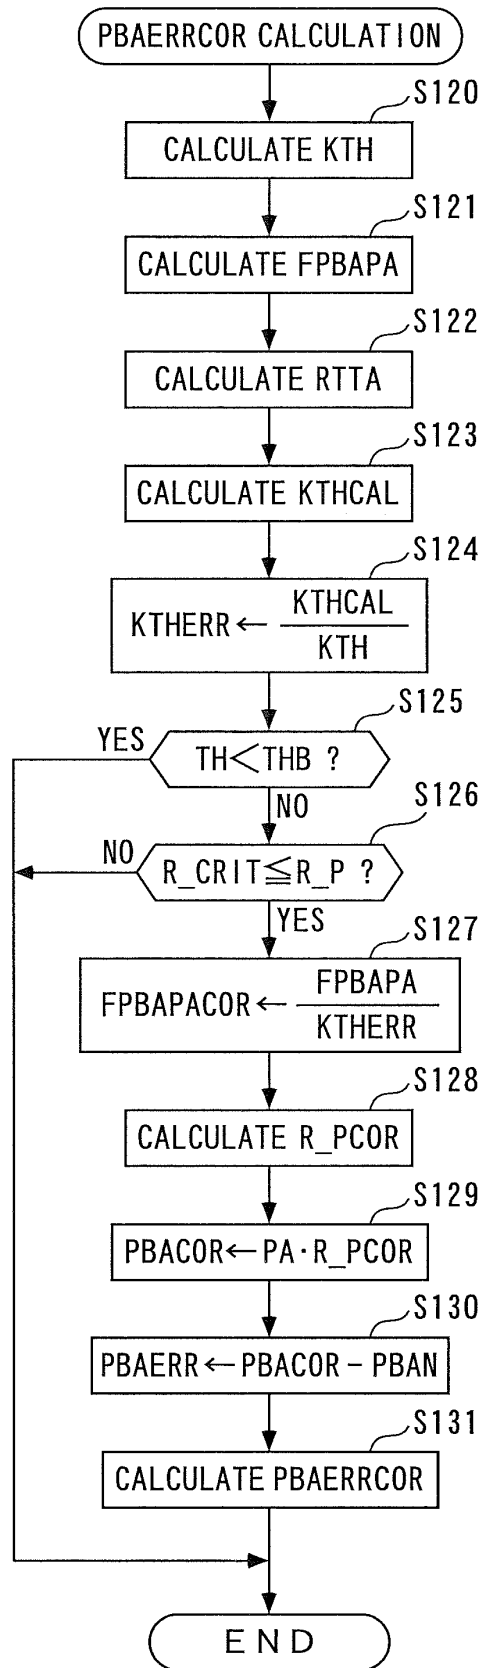 PBAERRCOR CALCULATION
S120
CALCULATE KTH
S121
CALCULATE FPBAPA
S122
CALCULATE RTTA
S123
CALCULATE KTHCAL
S124
KTHERR ← KTHCAL
KTH
S125
YES
TH<THB ?
NO
S126
NO
R_CRIT≦R_P ?
YES
S127
FPBAPACOR ← FPBAPA
KTHERR
S128
CALCULATE R_PCOR
S129
PBACOR←PA·R_PCOR
S130
PBAERR←PBACOR－PBAN
S131
CALCULATE PBAERRCOR
END